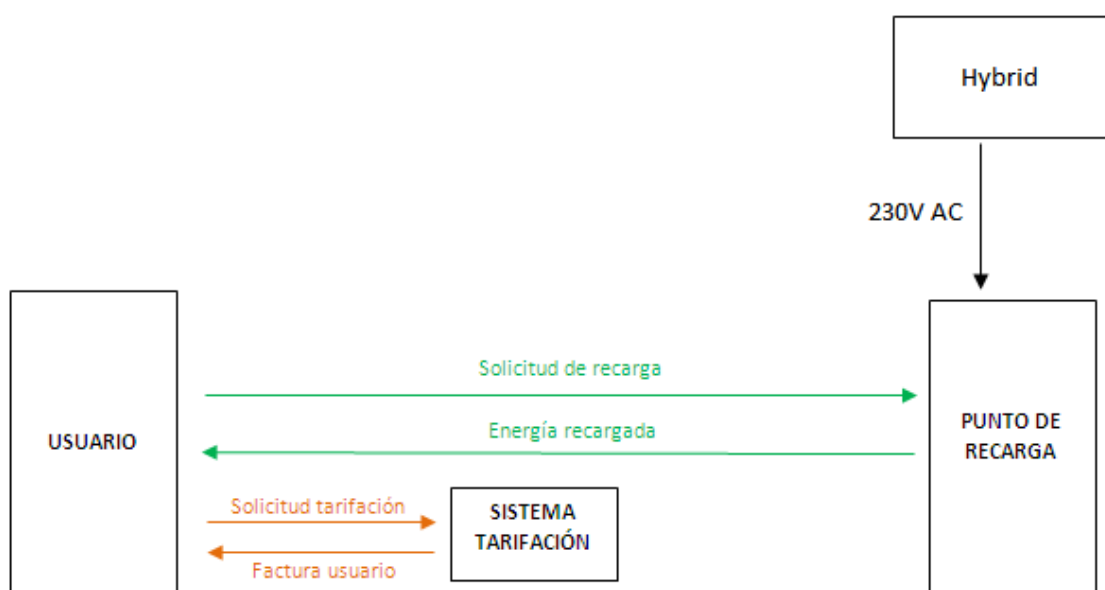 Hybrid
230V AC
Solicitud de recarga
USUARIO
Energía recargada
PUNTO DE
RECARGA
Solicitud tarifación
SISTEMA
TARIFACIÓN
Factura usuario